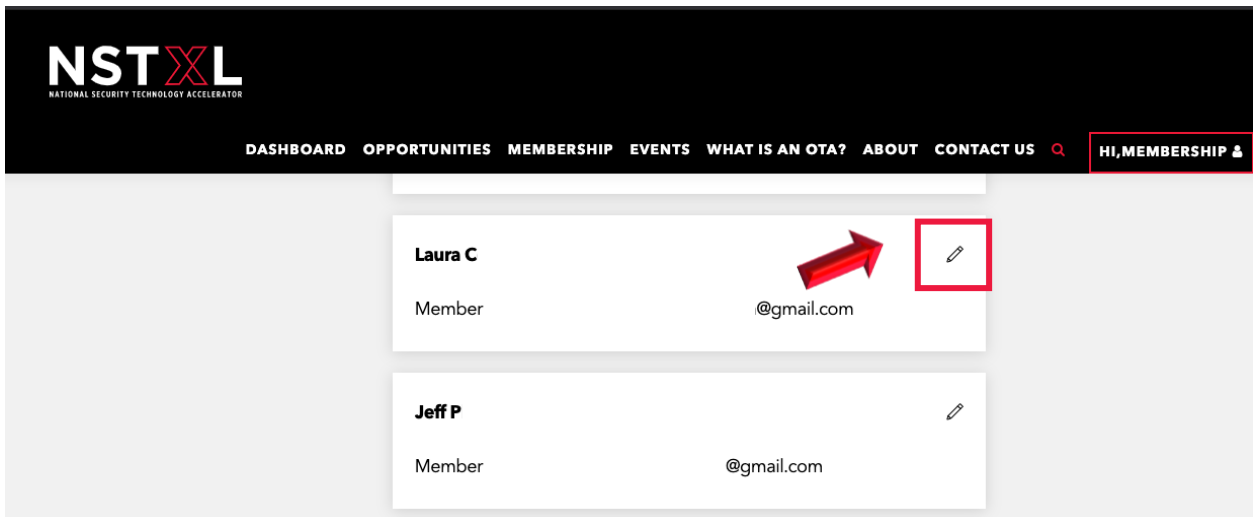 NSTXL
NATIONAL SECURITY TECHNOLOGY ACCELERATOR
DASHBOARD OPPORTUNITIES MEMBERSHIP EVENTS WHAT IS AN OTA? ABOUT CONTACT US HI,MEMBERSHIP
Laura C
Member @gmail.com
Jeff P
Member @gmail.com